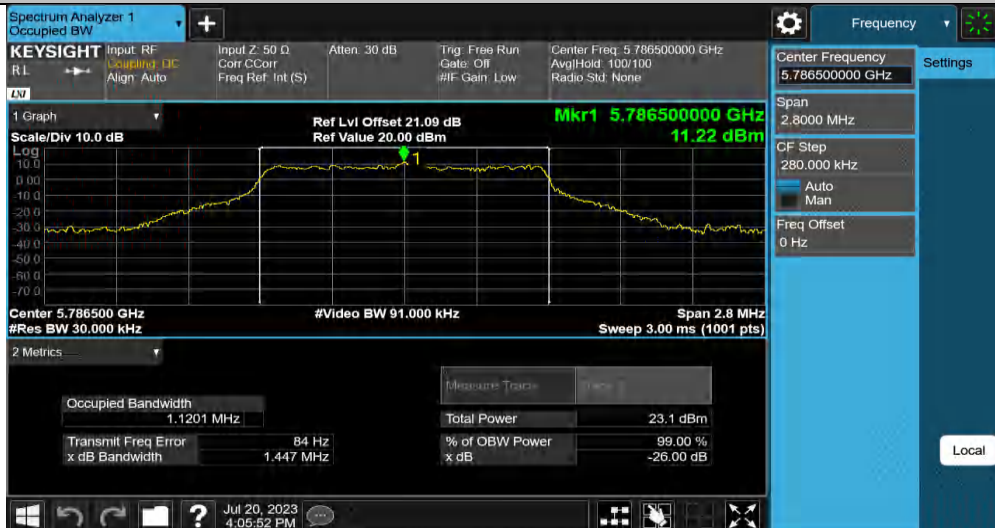 Spectrum Analyzer 1
Occupied BW
Frequency
KEYSIGHT
RL
LXI
Input: RF
Coupling: DC
Align: Auto
Input Z: 50 Ω
Corr CCorr
Freq Ref: Int (S)
Atten: 30 dB
Trig: Free Run
Gate: Off
#IF Gain: Low
Center Freq: 5.786500000 GHz
Avg|Hold: 100/100
Radio Std: None
Center Frequency
5.786500000 GHz
Settings
Span
2.8000 MHz
CF Step
280.000 kHz
Auto
Man
Freq Offset
0 Hz
1 Graph
Scale/Div 10.0 dB
Ref Lvl Offset 21.09 dB
Ref Value 20.00 dBm
Mkr1 5.786500000 GHz
11.22 dBm
Log
1
10.0
0.00
-10.0
-20.0
-30.0
-40.0
-50.0
-60.0
-70.0
Center 5.786500 GHz
#Video BW 91.000 kHz
Span 2.8 MHz
#Res BW 30.000 kHz
Sweep 3.00 ms (1001 pts)
2 Metrics
Measure Trace
Occupied Bandwidth
1.1201 MHz
Total Power
23.1 dBm
Transmit Freq Error
84 Hz
% of OBW Power
99.00 %
x dB Bandwidth
1.447 MHz
x dB
-26.00 dB
Local
Jul 20, 2023
4:05:52 PM